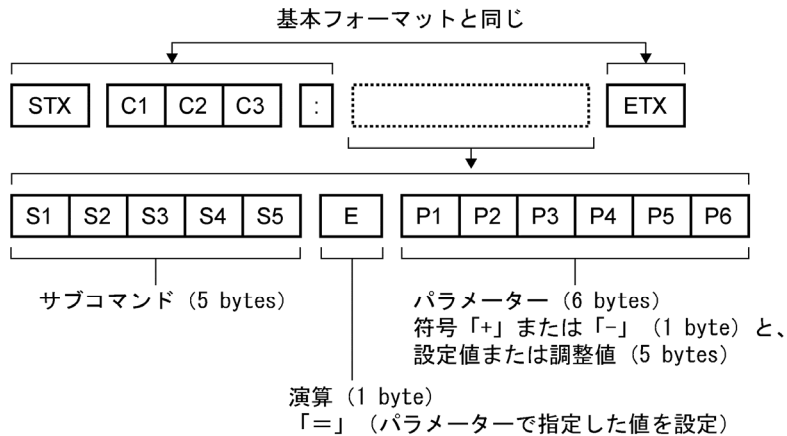 基本フォーマットと同じ
STX C1 C2 C3 : ETX
S1 S2 S3 S4 S5 E P1 P2 P3 P4 P5 P6
サブコマンド (5 bytes)
パラメーター (6 bytes)
符号「+」または「-」 (1 byte) と、
設定値または調整値 (5 bytes)
演算 (1 byte)
「＝」 (パラメーターで指定した値を設定)